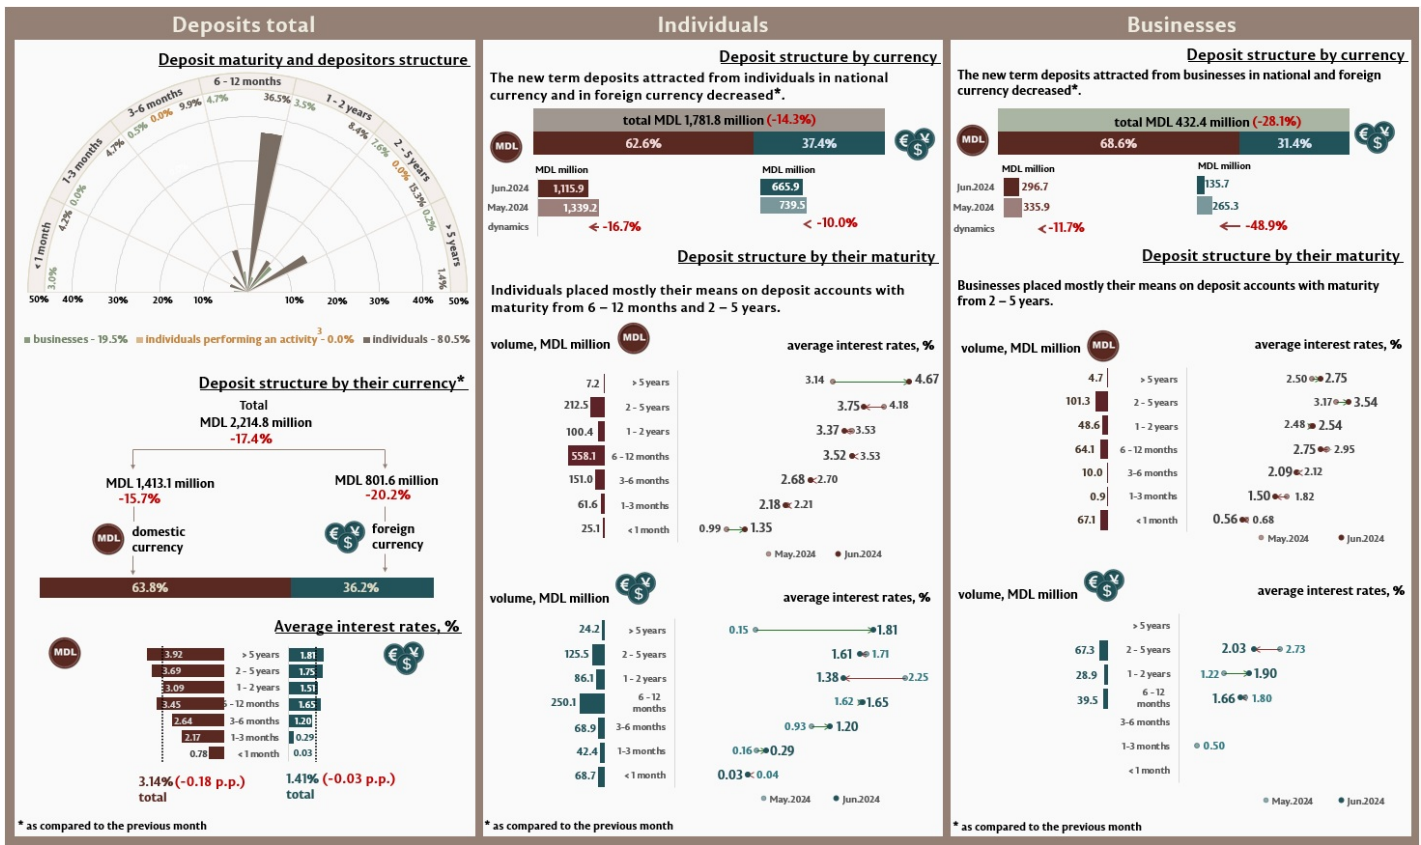 Deposits total
Deposit maturity and depositors structure
< 1 month
1-3 months
3-6 months
6 - 12 months
1 - 2 years
2 - 5 years
> 5 years
3.0%
4.2%
0.0%
4.7%
0.5%
0.0%
9.9%
4.7%
36.5%
3.5%
8.4%
7.6%
0.0%
15.3%
0.2%
1.4%
50% 40% 30% 20% 10% 10% 20% 30% 40% 50%
businesses - 19.5% individuals performing an activity 3 - 0.0% individuals - 80.5%
Deposit structure by their currency*
Total
MDL 2,214.8 million
-17.4%
MDL 1,413.1 million
-15.7%
MDL 801.6 million
-20.2%
MDL domestic currency
€ ¥ $ foreign currency
63.8% 36.2%
Average interest rates, %
MDL
€ ¥ $
3.92 > 5 years 1.81
3.69 2 - 5 years 1.75
3.09 1 - 2 years 1.51
3.45 - 12 months 1.65
2.64 3-6 months 1.20
2.17 1-3 months 0.29
0.78 < 1 month 0.03
3.14% (-0.18 p.p.)
total
1.41% (-0.03 p.p.)
total
* as compared to the previous month
Individuals
Deposit structure by currency
The new term deposits attracted from individuals in national
currency and in foreign currency decreased*.
total MDL 1,781.8 million (-14.3%)
MDL 62.6% 37.4% € ¥ $
MDL million MDL million
Jun.2024 1,115.9 665.9
May.2024 1,339.2 739.5
dynamics -16.7% -10.0%
Deposit structure by their maturity
Individuals placed mostly their means on deposit accounts with
maturity from 6 – 12 months and 2 – 5 years.
volume, MDL million MDL average interest rates, %
7.2 > 5 years 3.14 4.67
212.5 2 - 5 years 3.75 4.18
100.4 1 - 2 years 3.37 3.53
558.1 6 - 12 months 3.52 3.53
151.0 3-6 months 2.68 2.70
61.6 1-3 months 2.18 2.21
25.1 < 1 month 0.99 1.35
May.2024 Jun.2024
volume, MDL million € ¥ $ average interest rates, %
24.2 > 5 years 0.15 1.81
125.5 2 - 5 years 1.61 1.71
86.1 1 - 2 years 1.38 2.25
250.1 6 - 12 months 1.62 1.65
68.9 3-6 months 0.93 1.20
42.4 1-3 months 0.16 0.29
68.7 < 1 month 0.03 0.04
May.2024 Jun.2024
* as compared to the previous month
Businesses
Deposit structure by currency
The new term deposits attracted from businesses in national and foreign
currency decreased*.
total MDL 432.4 million (-28.1%)
MDL 68.6% 31.4% € ¥ $
MDL million MDL million
Jun.2024 296.7 135.7
May.2024 335.9 265.3
dynamics -11.7% -48.9%
Deposit structure by their maturity
Businesses placed mostly their means on deposit accounts with maturity
from 2 – 5 years.
volume, MDL million MDL average interest rates, %
4.7 > 5 years 2.50 2.75
101.3 2 - 5 years 3.17 3.54
48.6 1 - 2 years 2.48 2.54
64.1 6 - 12 months 2.75 2.95
10.0 3-6 months 2.09 2.12
0.9 1-3 months 1.50 1.82
67.1 < 1 month 0.56 0.68
May.2024 Jun.2024
volume, MDL million € ¥ $ average interest rates, %
> 5 years
67.3 2 - 5 years 2.03 2.73
28.9 1 - 2 years 1.22 1.90
39.5 6 - 12 months 1.66 1.80
3-6 months
1-3 months 0.50
< 1 month
May.2024 Jun.2024
* as compared to the previous month